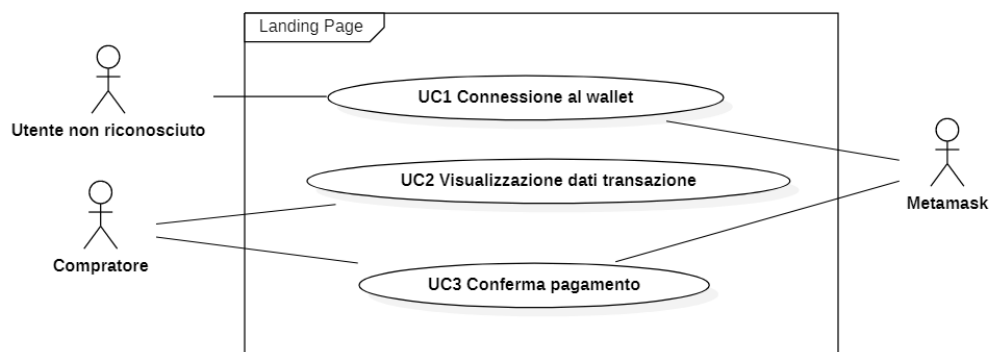 Landing Page
Utente non riconosciuto
UC1 Connessione al wallet
UC2 Visualizzazione dati transazione
Metamask
Compratore
UC3 Conferma pagamento